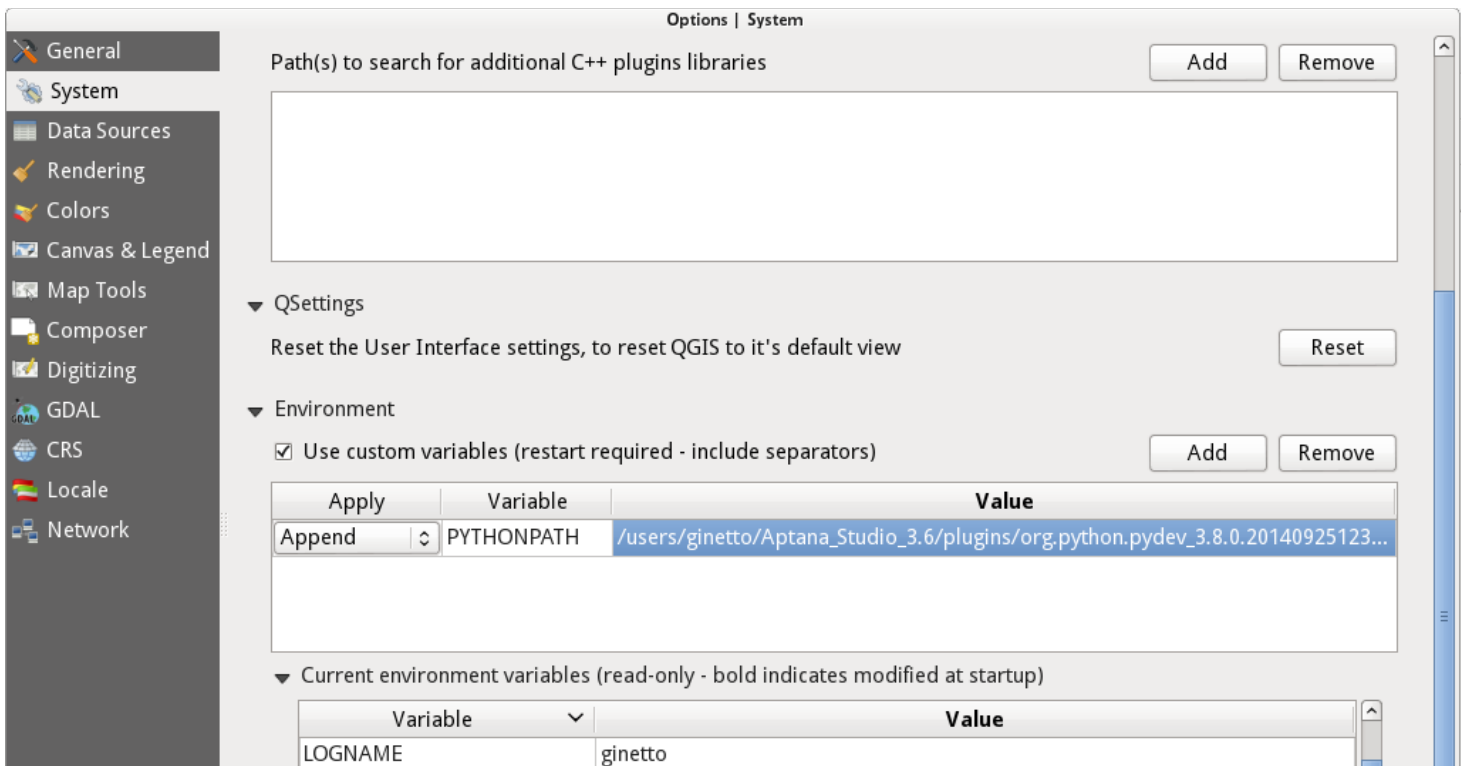 Options | System
General
System
Data Sources
Rendering
Colors
Canvas & Legend
Map Tools
Composer
Digitizing
GDAL
CRS
Locale
Network
Path(s) to search for additional C++ plugins libraries
Add Remove
QSettings
Reset the User Interface settings, to reset QGIS to it's default view
Reset
Environment
Use custom variables (restart required - include separators)
Add Remove
Apply Variable Value
Append PYTHONPATH /users/ginetto/Aptana_Studio_3.6/plugins/org.python.pydev_3.8.0.20140925123...
Current environment variables (read-only - bold indicates modified at startup)
Variable Value
LOGNAME ginetto